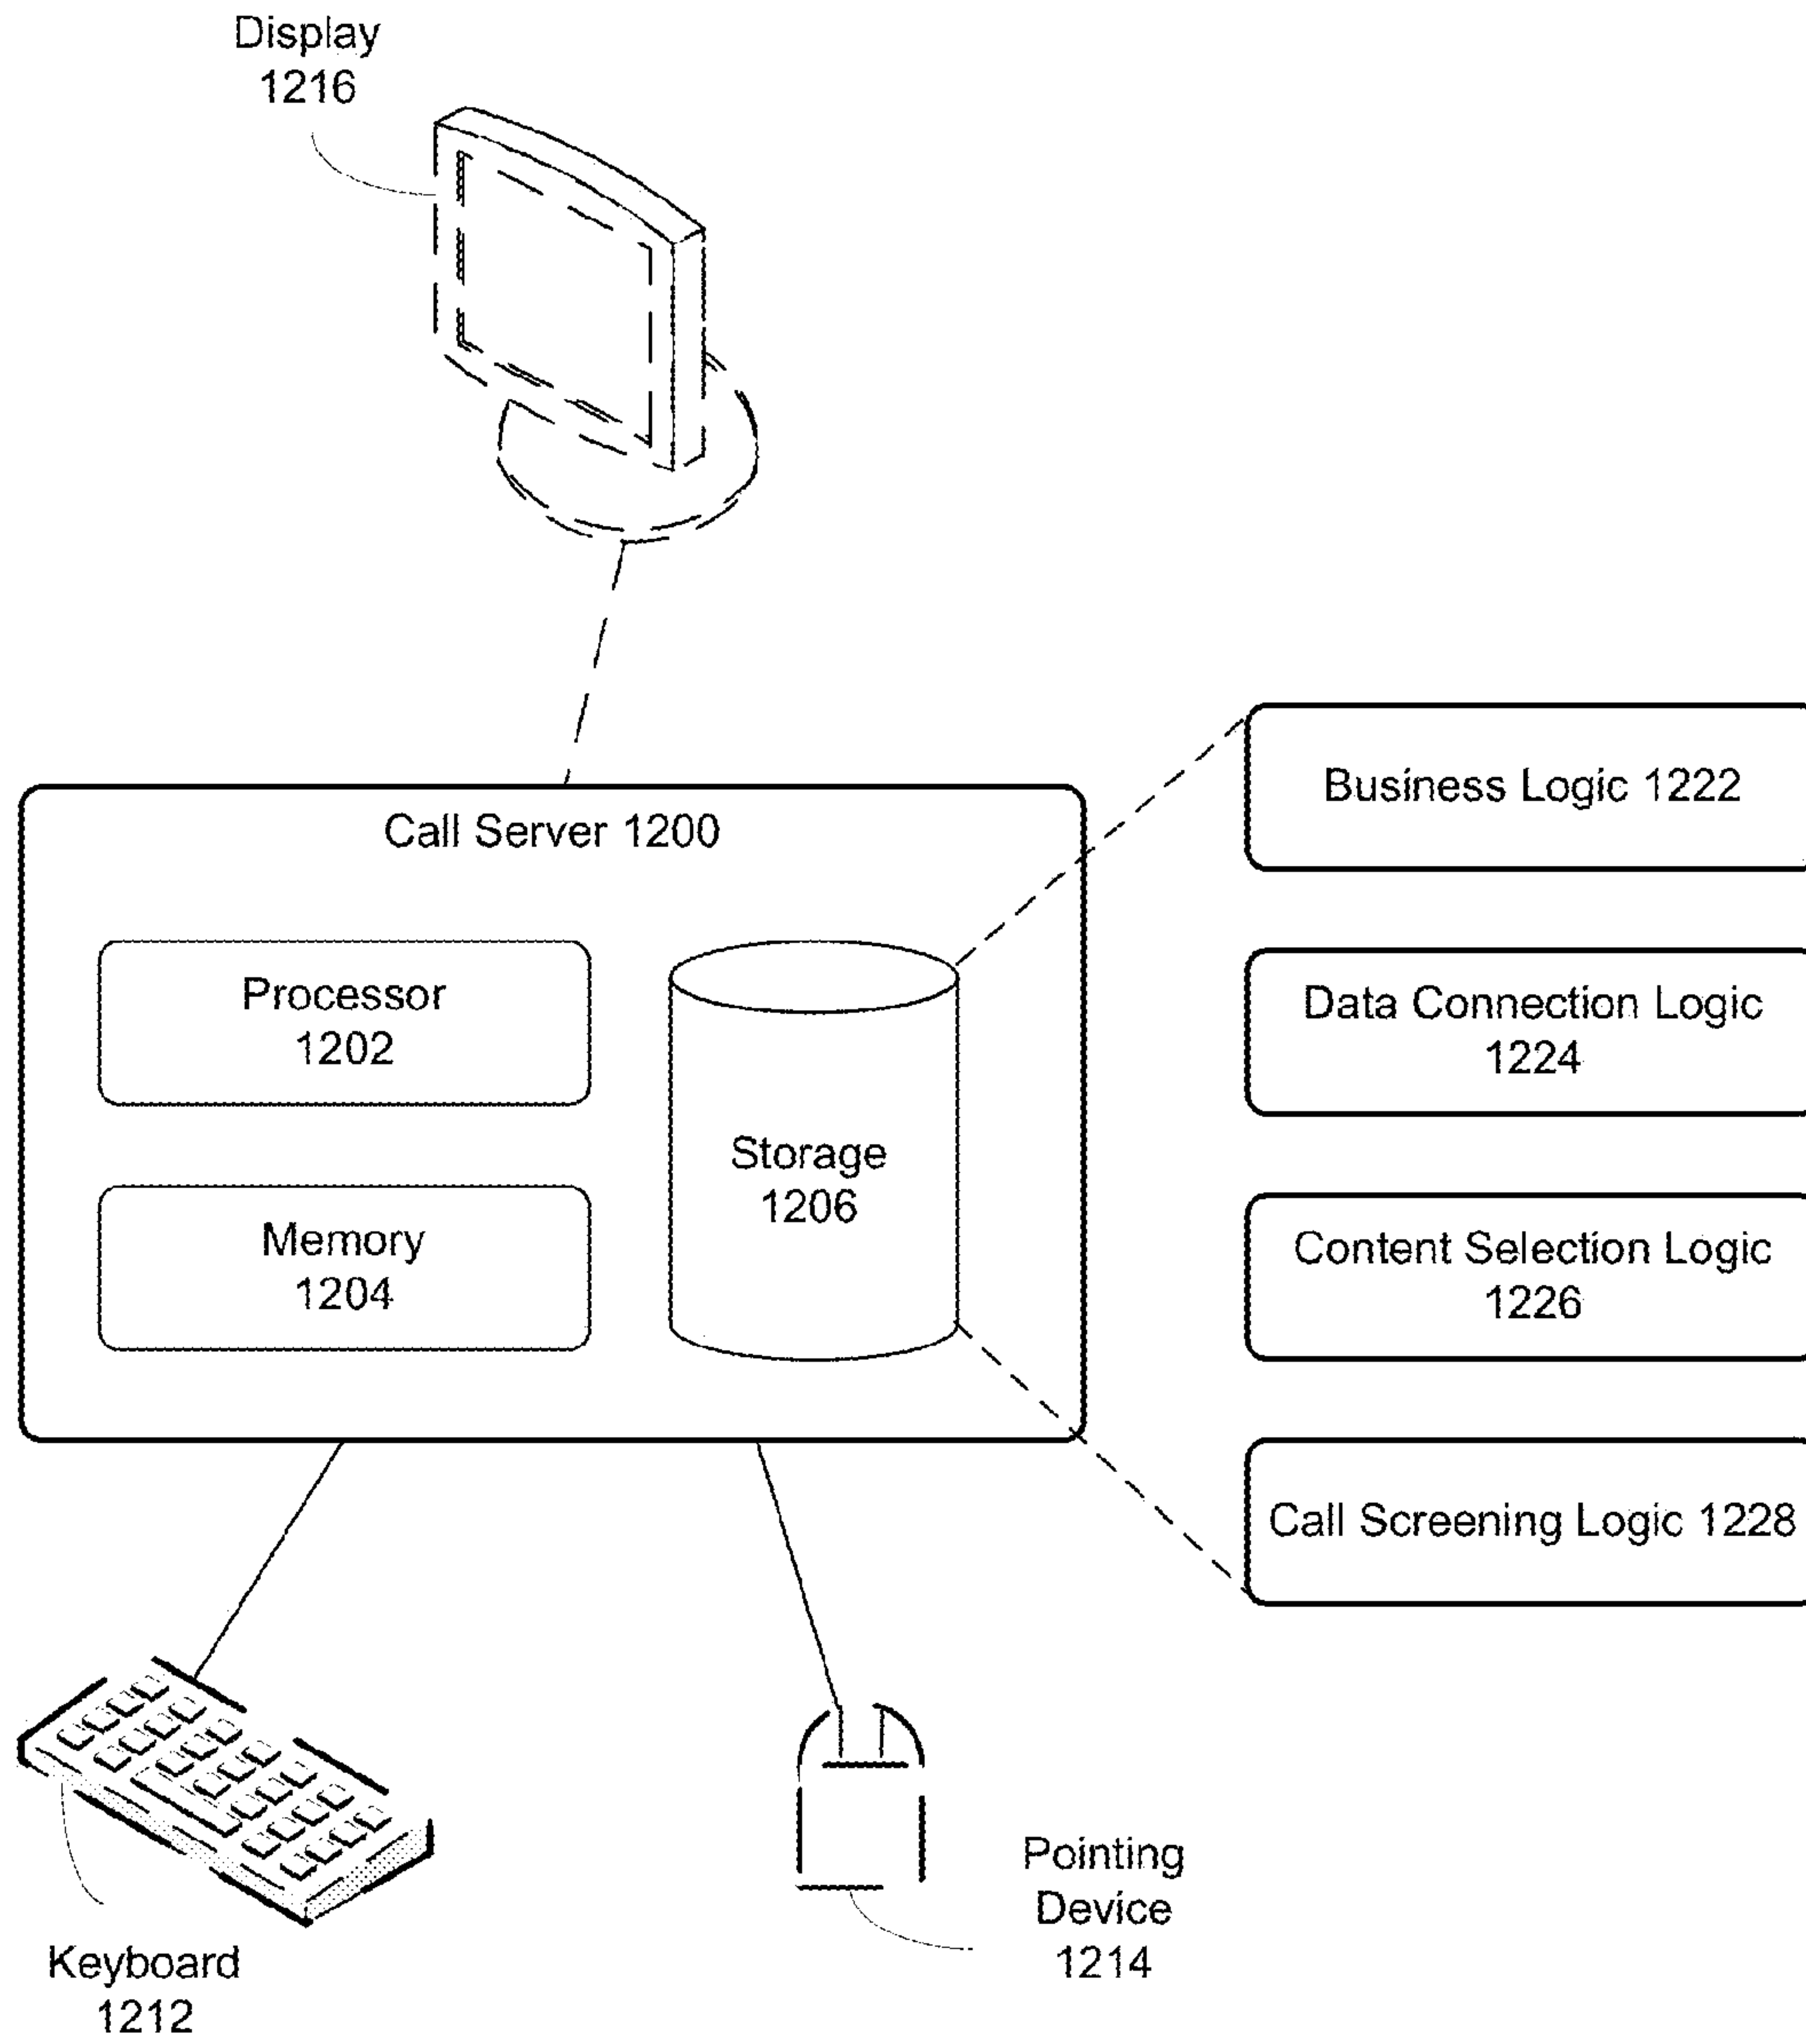 Display
1216
Call Server 1200
Processor
1202
Memory
1204
Storage
1206
Business Logic 1222
Data Connection Logic
1224
Content Selection Logic
1226
Call Screening Logic 1228
Keyboard
1212
Pointing
Device
1214